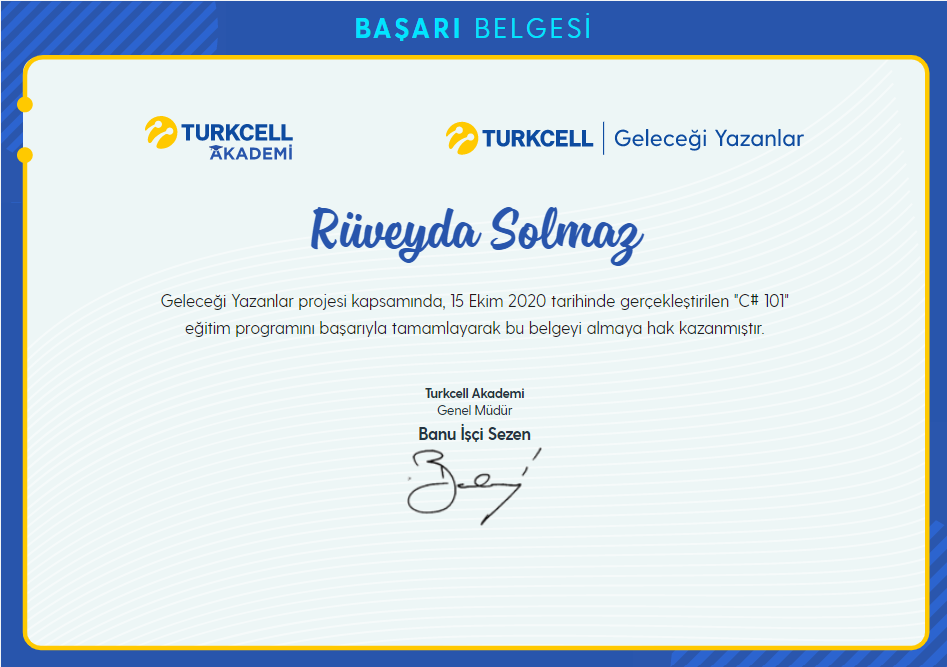 BAŞARI BELGESİ
TURKCELL AKADEMİ
TURKCELL | Geleceği Yazanlar
Rüveyda Solmaz
Geleceği Yazanlar projesi kapsamında, 15 Ekim 2020 tarihinde gerçekleştirilen "C# 101"
eğitim programını başarıyla tamamlayarak bu belgeyi almaya hak kazanmıştır.
Turkcell Akademi
Genel Müdür
Banu İşçi Sezen